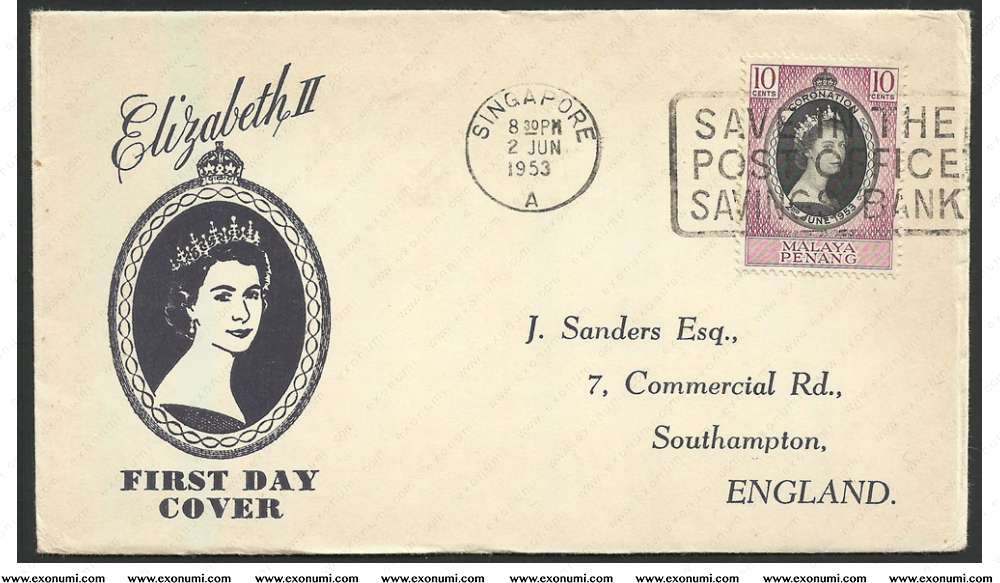 Elizabeth II
FIRST DAY
COVER
SINGAPORE
8 30 PM
2 JUN
1953
A
10 CENTS
10 CENTS
CORONATION
2ND JUNE 1953
MALAYA
PENANG
SAVE IN THE
POST OFFICE
SAVINGS BANK
J. Sanders Esq.,
7, Commercial Rd.,
Southampton,
ENGLAND.
www.exonumi.com www.exonumi.com www.exonumi.com www.exonumi.com www.exonumi.com www.exonumi.com www.exonumi.com www.exonumi.com